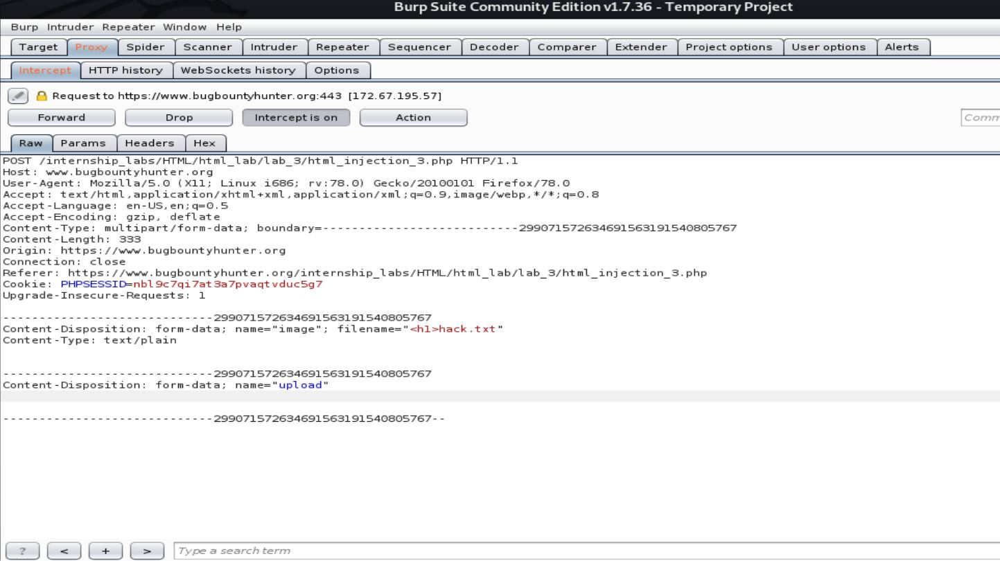 Burp Suite Community Edition v1.7.36 - Temporary Project
Burp Intruder Repeater Window Help
Target Proxy Spider Scanner Intruder Repeater Sequencer Decoder Comparer Extender Project options User options Alerts
Intercept HTTP history WebSockets history Options
Request to https://www.bugbountyhunter.org:443 [172.67.195.57]
Forward Drop Intercept is on Action Comm
Raw Params Headers Hex
POST /internship_labs/HTML/html_lab/lab_3/html_injection_3.php HTTP/1.1
Host: www.bugbountyhunter.org
User-Agent: Mozilla/5.0 (X11; Linux i686; rv:78.0) Gecko/20100101 Firefox/78.0
Accept: text/html,application/xhtml+xml,application/xml;q=0.9,image/webp,*/*;q=0.8
Accept-Language: en-US,en;q=0.5
Accept-Encoding: gzip, deflate
Content-Type: multipart/form-data; boundary=---------------------------299071572634691563191540805767
Content-Length: 333
Origin: https://www.bugbountyhunter.org
Connection: close
Referer: https://www.bugbountyhunter.org/internship_labs/HTML/html_lab/lab_3/html_injection_3.php
Cookie: PHPSESSID=nbl9c7qi7at3a7pvaqtvduc5g7
Upgrade-Insecure-Requests: 1
-----------------------------299071572634691563191540805767
Content-Disposition: form-data; name="image"; filename="<h1>hack.txt"
Content-Type: text/plain
-----------------------------299071572634691563191540805767
Content-Disposition: form-data; name="upload"
-----------------------------299071572634691563191540805767--
? < + > Type a search term